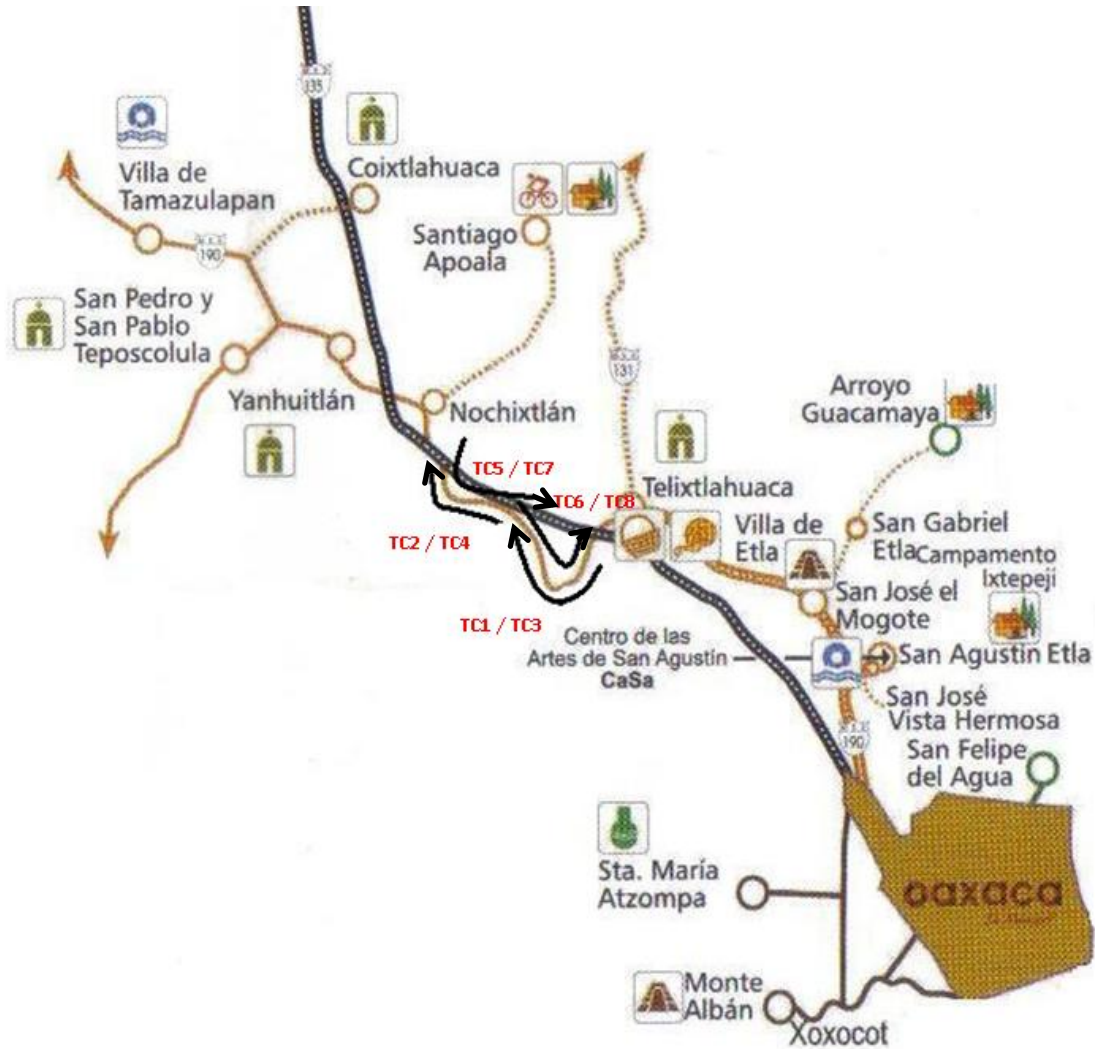 135
Villa de
Tamazulapan
Coixtlahuaca
190
Santiago
Apoala
San Pedro y
San Pablo
Teposcolula
131
Arroyo
Guacamaya
Yanhuitlán
Nochixtlán
TC5 / TC7
Telixtlahuaca
TC6 / TC8
TC2 / TC4
Villa de
Etla
San Gabriel
Etla
Campamento
Ixtepeji
San José el
Mogote
TC1 / TC3
Centro de las
Artes de San Agustín
CaSa
San Agustin Etla
San José
Vista Hermosa
190
San Felipe
del Agua
Sta. María
Atzompa
oaxaca
Monte
Albán
Xoxocot